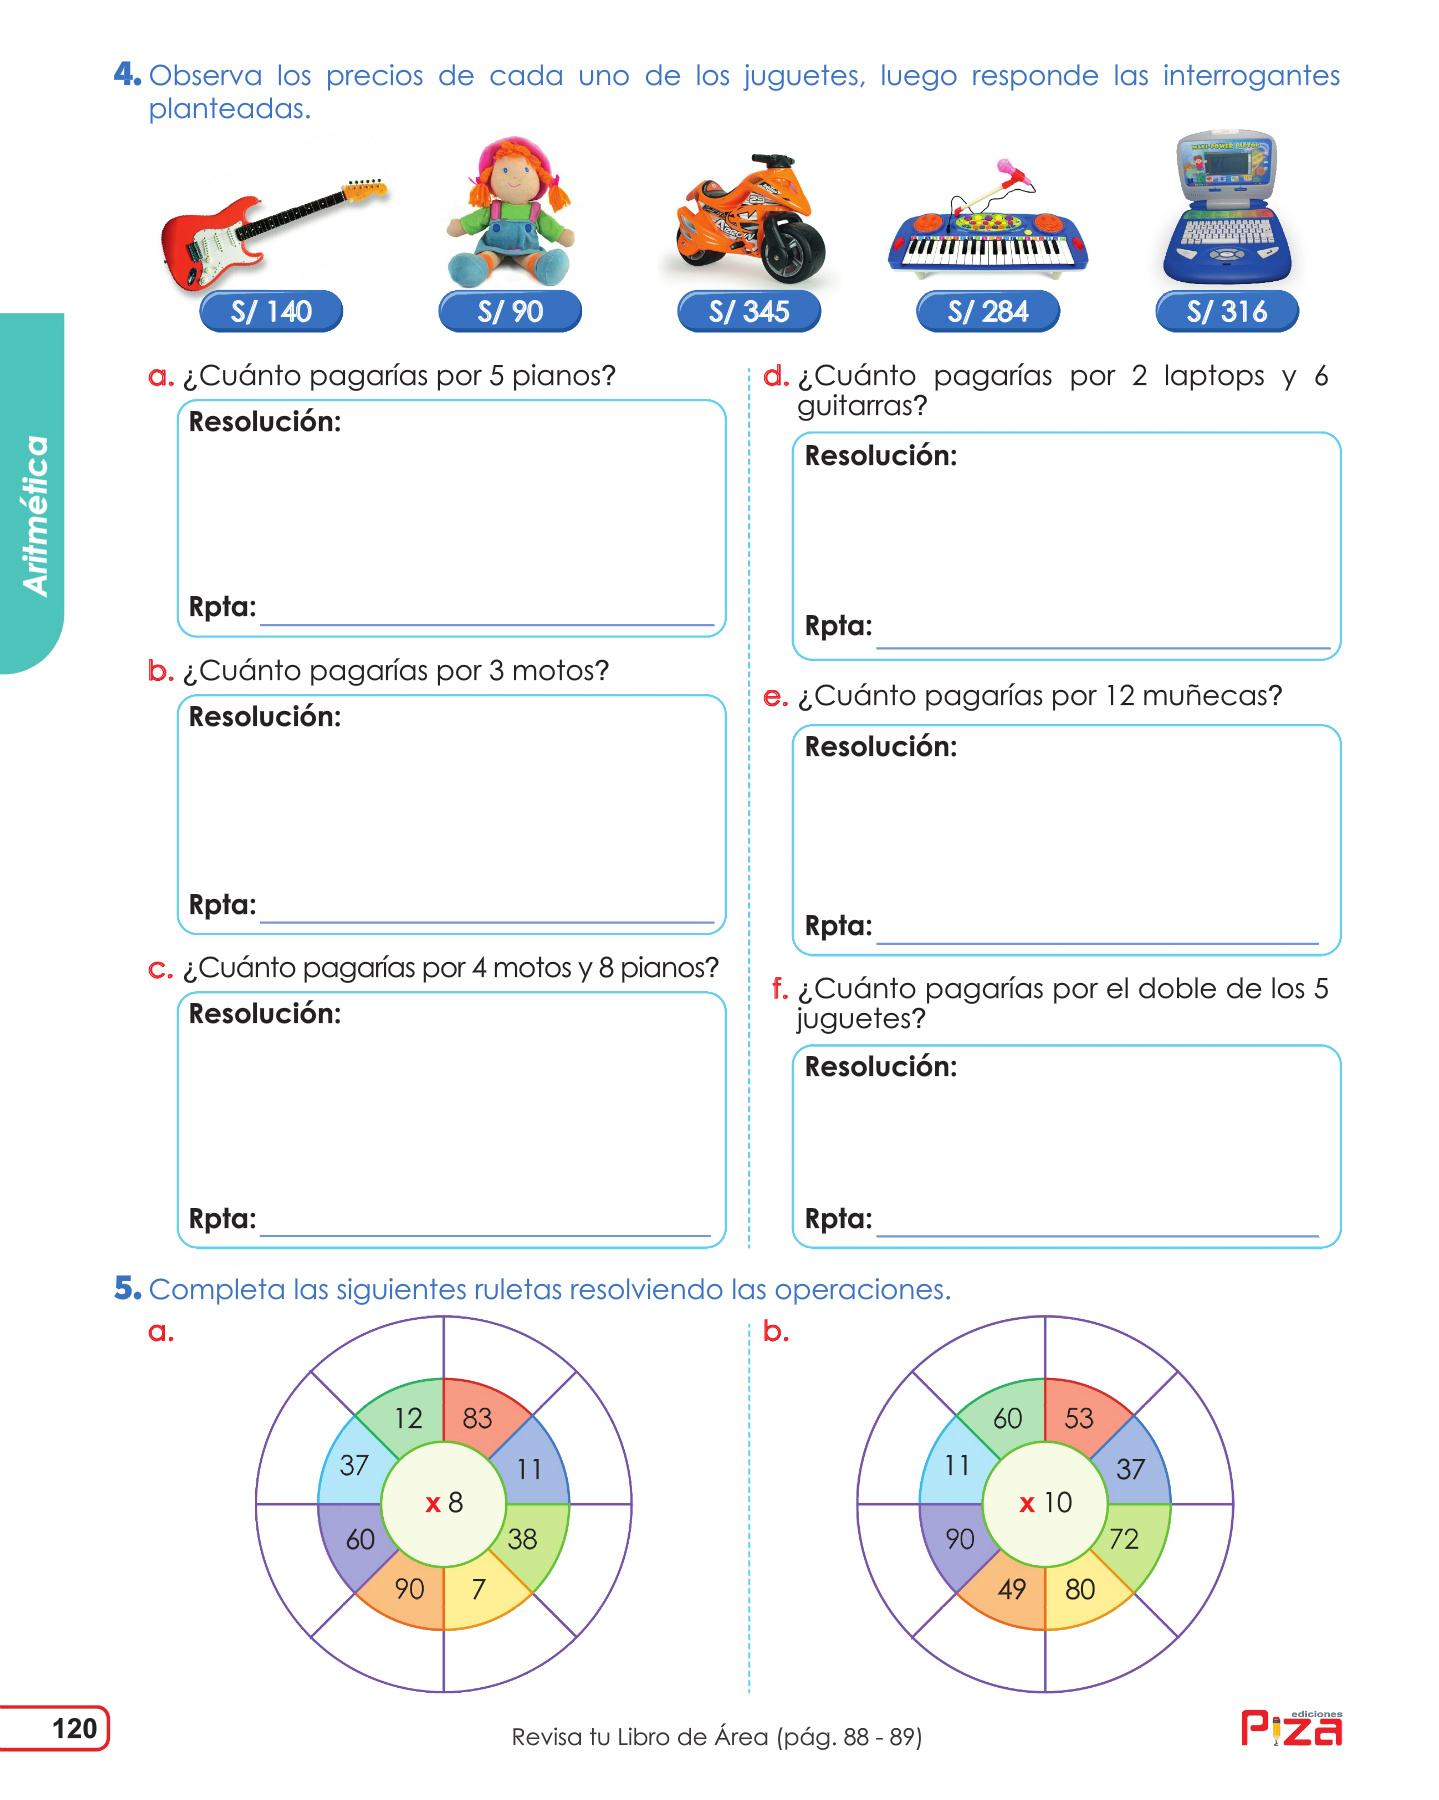 4. Observa los precios de cada uno de los juguetes, luego responde las interrogantes
planteadas.
S/ 140
S/ 90
S/ 345
S/ 284
S/ 316
Aritmética
a. ¿Cuánto pagarías por 5 pianos?
Resolución:
Rpta:
b. ¿Cuánto pagarías por 3 motos?
Resolución:
Rpta:
c. ¿Cuánto pagarías por 4 motos y 8 pianos?
Resolución:
Rpta:
d. ¿Cuánto pagarías por 2 laptops y 6
guitarras?
Resolución:
Rpta:
e. ¿Cuánto pagarías por 12 muñecas?
Resolución:
Rpta:
f. ¿Cuánto pagarías por el doble de los 5
juguetes?
Resolución:
Rpta:
5. Completa las siguientes ruletas resolviendo las operaciones.
a.
12 83
37 11
x 8
60 38
90 7
b.
60 53
11 37
x 10
90 72
49 80
120
Revisa tu Libro de Área (pág. 88 - 89)
ediciones
Piza